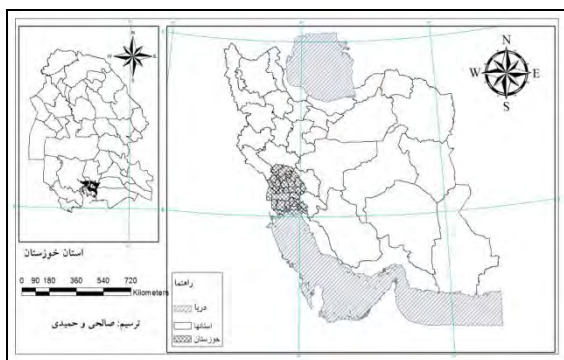 N
W E
S
N
W E
S
استان خوزستان
0 90 180 360 540 720
Kilometers
ترسیم: صالحی و حمیدی
راهنما
دریا
استانها
خوزستان